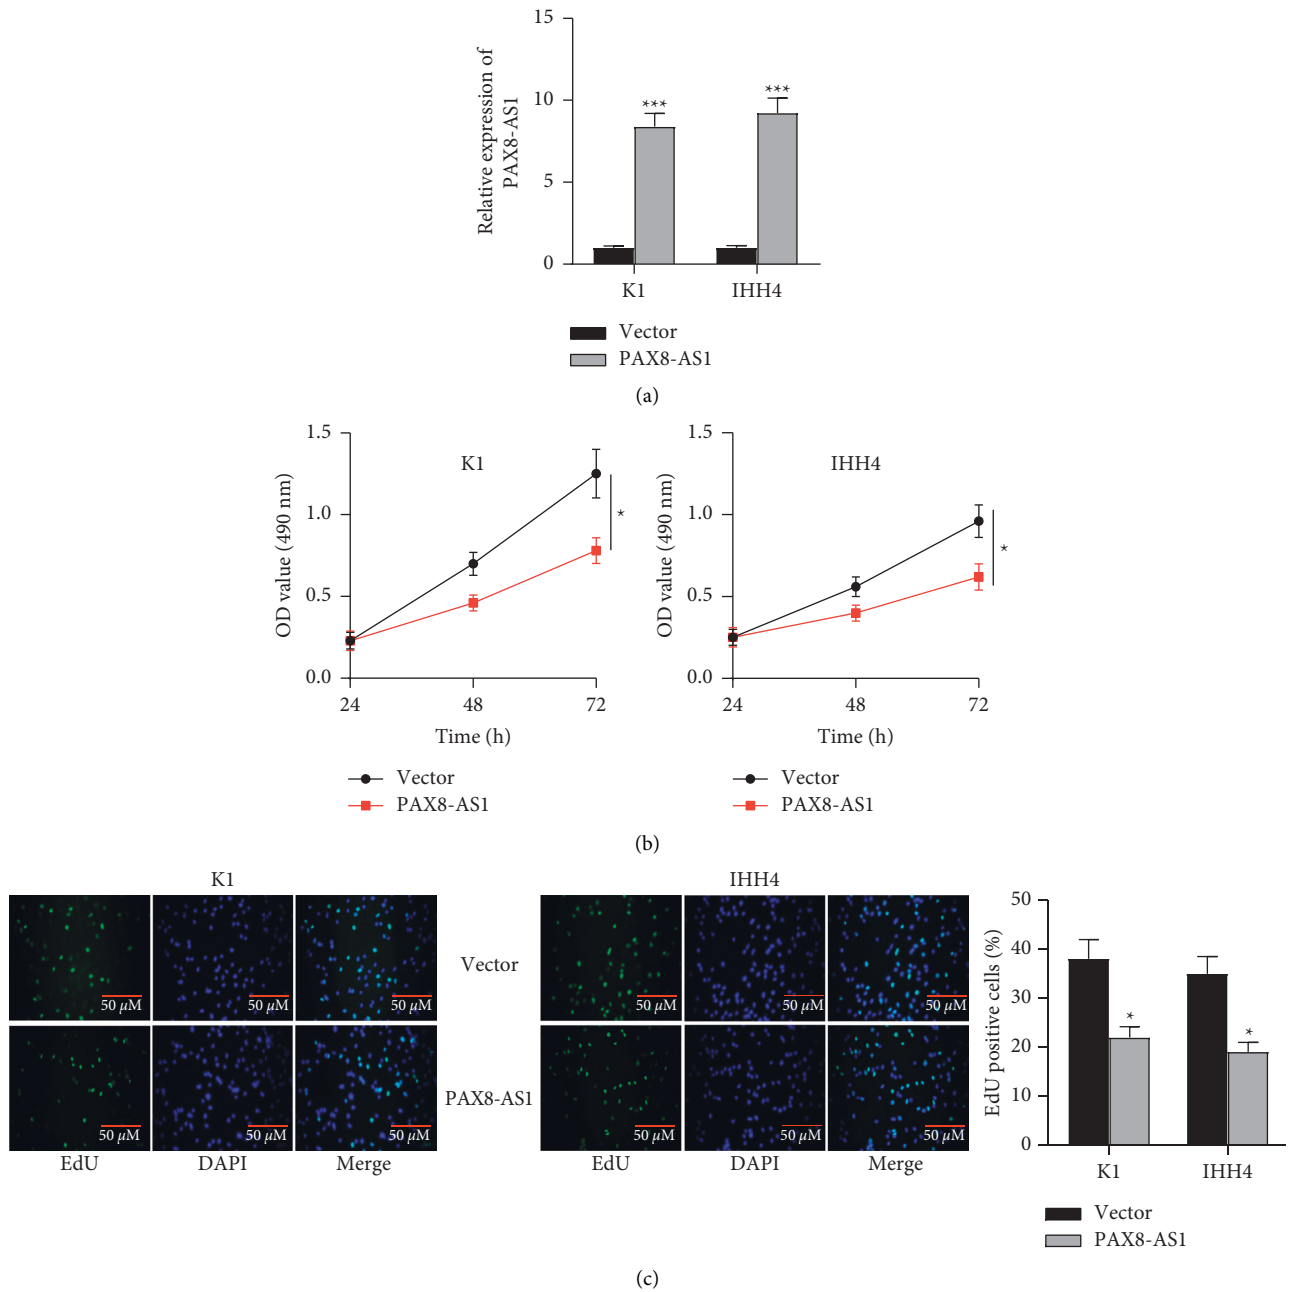 15
10
5
0
Relative expression of
PAX8-AS1
***
***
K1
IHH4
Vector
PAX8-AS1
(a)
1.5
1.0
0.5
0.0
OD value (490 nm)
K1
*
24
48
72
Time (h)
Vector
PAX8-AS1
1.5
1.0
0.5
0.0
OD value (490 nm)
IHH4
*
24
48
72
Time (h)
Vector
PAX8-AS1
(b)
K1
50 µM
50 µM
50 µM
50 µM
50 µM
50 µM
EdU
DAPI
Merge
Vector
PAX8-AS1
IHH4
50 µM
50 µM
50 µM
50 µM
50 µM
50 µM
EdU
DAPI
Merge
50
40
30
20
10
0
EdU positive cells (%)
*
*
K1
IHH4
Vector
PAX8-AS1
(c)